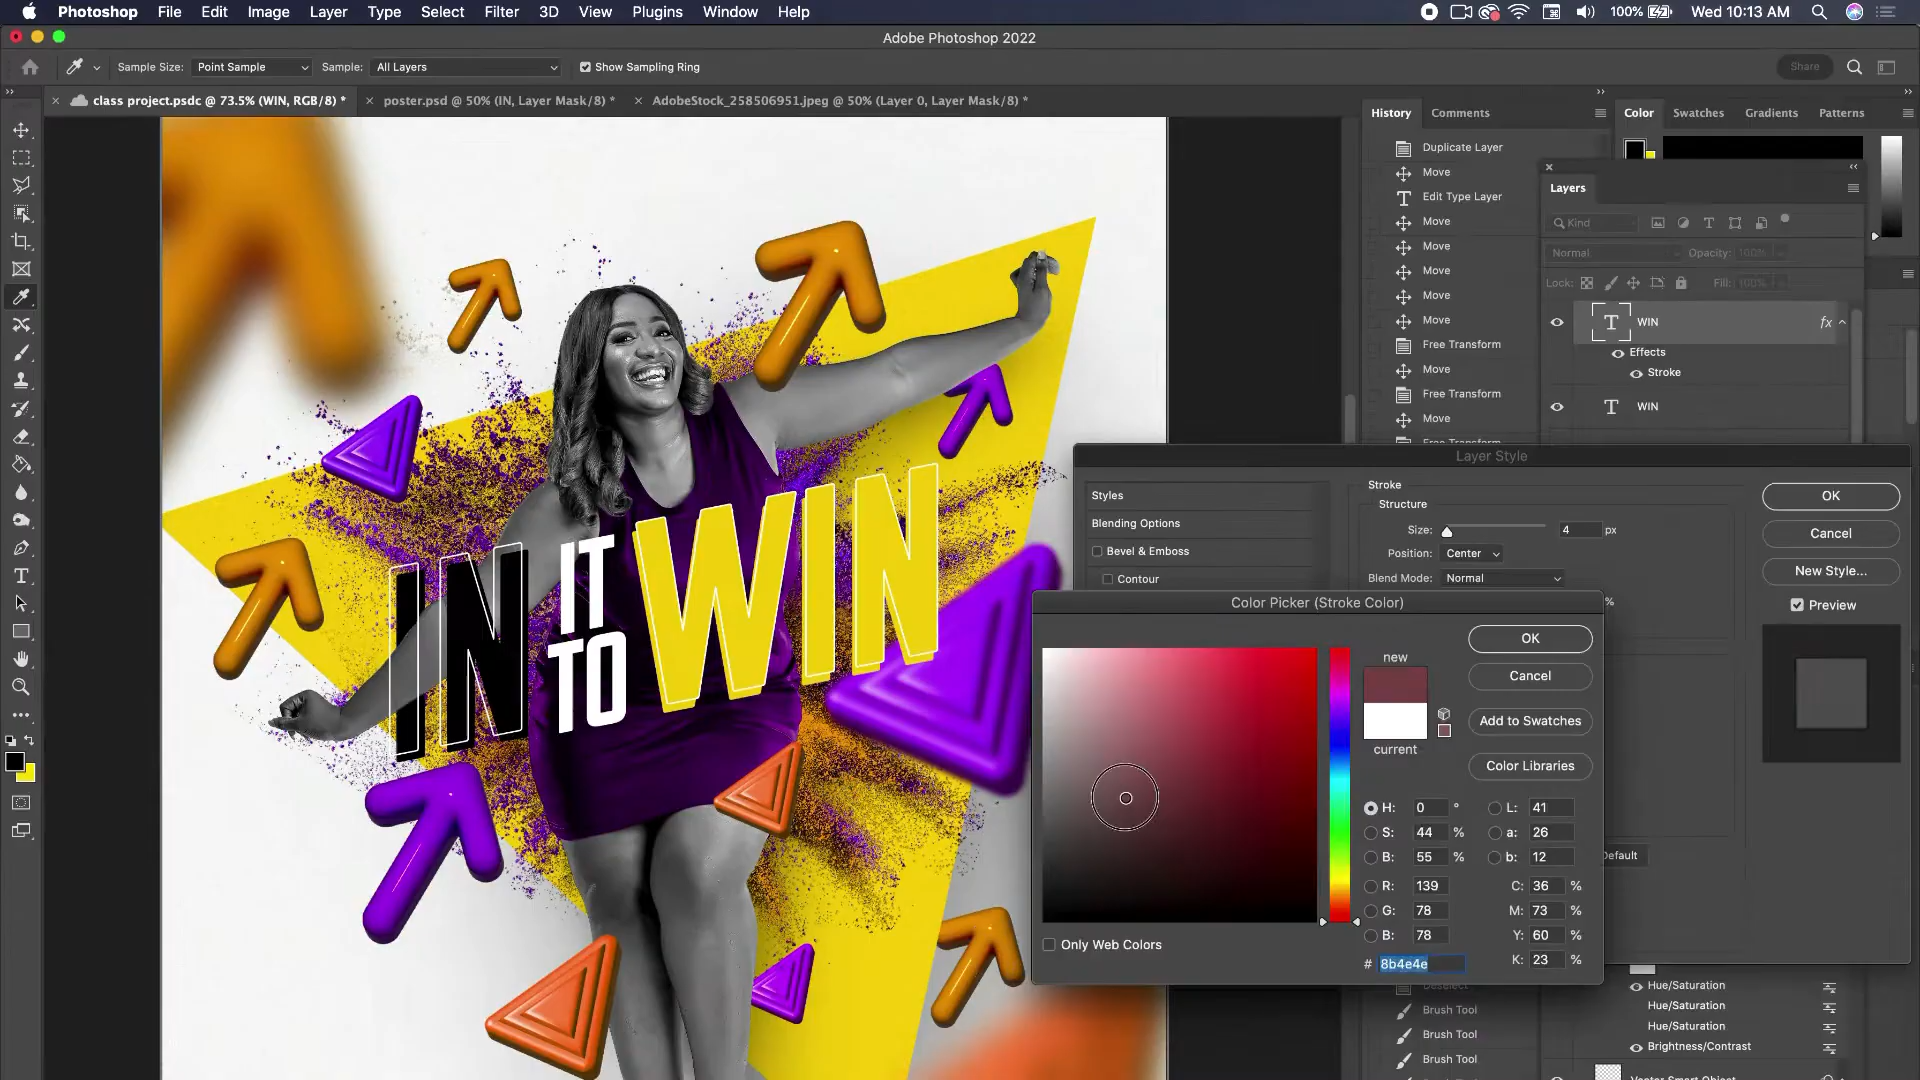 Photoshop File Edit Image Layer Type Select Filter 3D View Plugins Window Help 100% Wed 10:13 AM
Adobe Photoshop 2022
Sample Size: Point Sample Sample: All Layers Show Sampling Ring Share
class project.psdc @ 73.5% (WIN, RGB/8) * poster.psd @ 50% (IN, Layer Mask/8) * AdobeStock_258506951.jpeg @ 50% (Layer 0, Layer Mask/8) *
History Comments
Color Swatches Gradients Patterns
Duplicate Layer
Move
Edit Type Layer
Move
Move
Move
Move
Move
Free Transform
Move
Free Transform
Move
Layers
Kind
Normal Opacity: 100%
Lock: Fill: 100%
WIN fx
Effects
Stroke
WIN
IN IT TO WIN
Layer Style
Styles
Blending Options
Bevel & Emboss
Contour
Stroke
Structure
Size: 4 px
Position: Center
Blend Mode: Normal
%
Default
OK
Cancel
New Style...
Preview
Color Picker (Stroke Color)
new
current
OK
Cancel
Add to Swatches
Color Libraries
H: 0 ° L: 41
S: 44 % a: 26
B: 55 % b: 12
R: 139 C: 36 %
G: 78 M: 73 %
B: 78 Y: 60 %
# 8b4e4e K: 23 %
Only Web Colors
Deselect
Brush Tool
Brush Tool
Brush Tool
Hue/Saturation
Hue/Saturation
Hue/Saturation
Brightness/Contrast